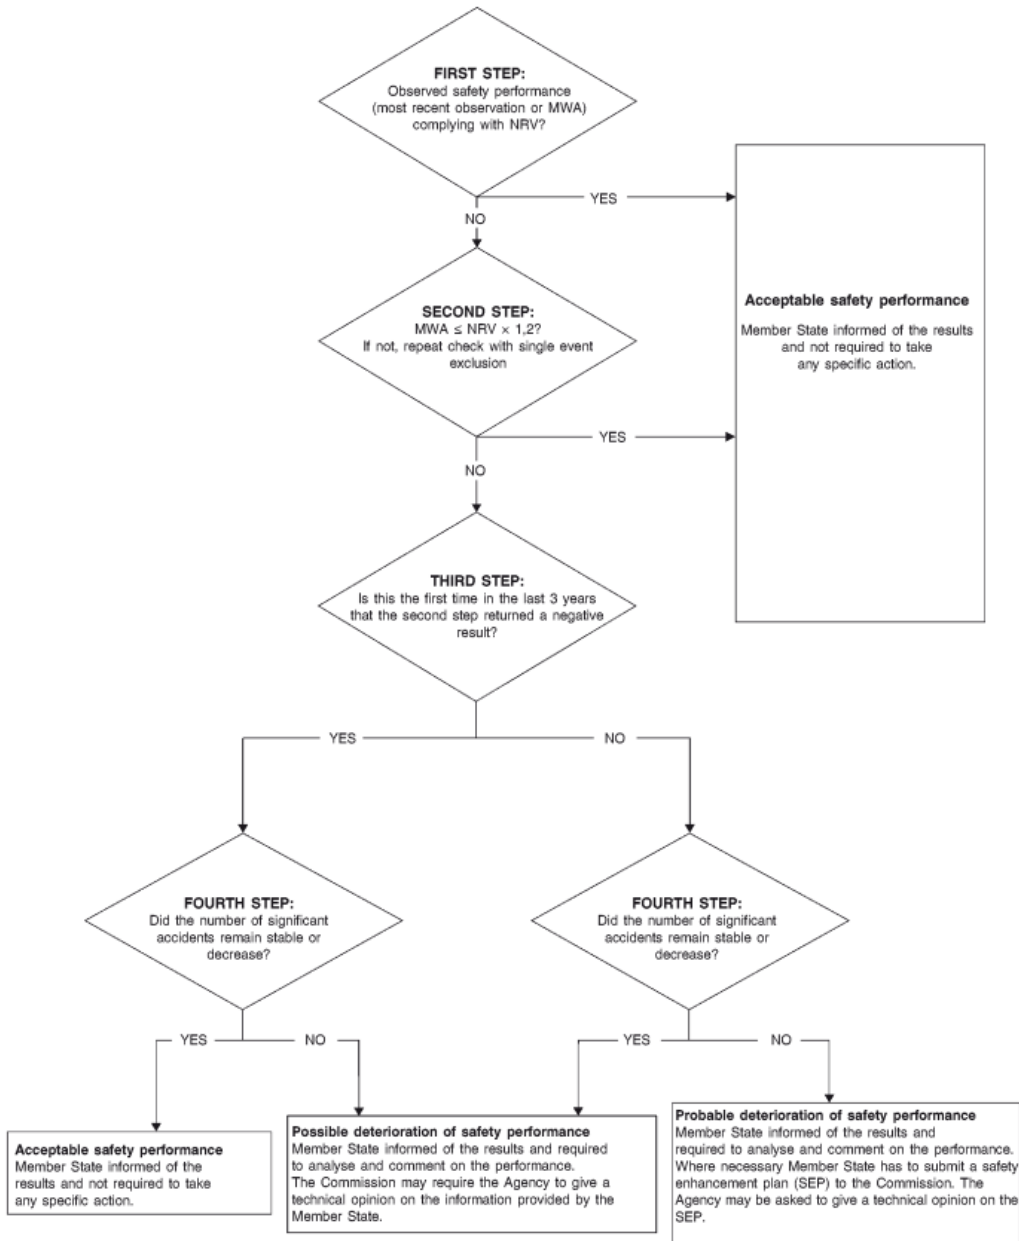 FIRST STEP:
Observed safety performance
(most recent observation or MWA)
complying with NRV?
YES
NO
SECOND STEP:
MWA ≤ NRV × 1,2?
If not, repeat check with single event
exclusion
Acceptable safety performance
Member State informed of the results
and not required to take
any specific action.
YES
NO
THIRD STEP:
Is this the first time in the last 3 years
that the second step returned a negative
result?
YES
NO
FOURTH STEP:
Did the number of significant
accidents remain stable or
decrease?
FOURTH STEP:
Did the number of significant
accidents remain stable or
decrease?
YES
NO
YES
NO
Acceptable safety performance
Member State informed of the
results and not required to take
any specific action.
Possible deterioration of safety performance
Member State informed of the results and required
to analyse and comment on the performance.
The Commission may require the Agency to give a
technical opinion on the information provided by the
Member State.
Probable deterioration of safety performance
Member State informed of the results and
required to analyse and comment on the performance.
Where necessary Member State has to submit a safety
enhancement plan (SEP) to the Commission. The
Agency may be asked to give a technical opinion on the
SEP.